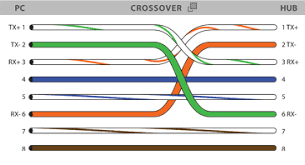 PC CROSSOVER HUB
TX+ 1 1 TX+
TX- 2 2 TX-
RX+ 3 3 RX+
4 4
5 5
RX- 6 6 RX-
7 7
8 8